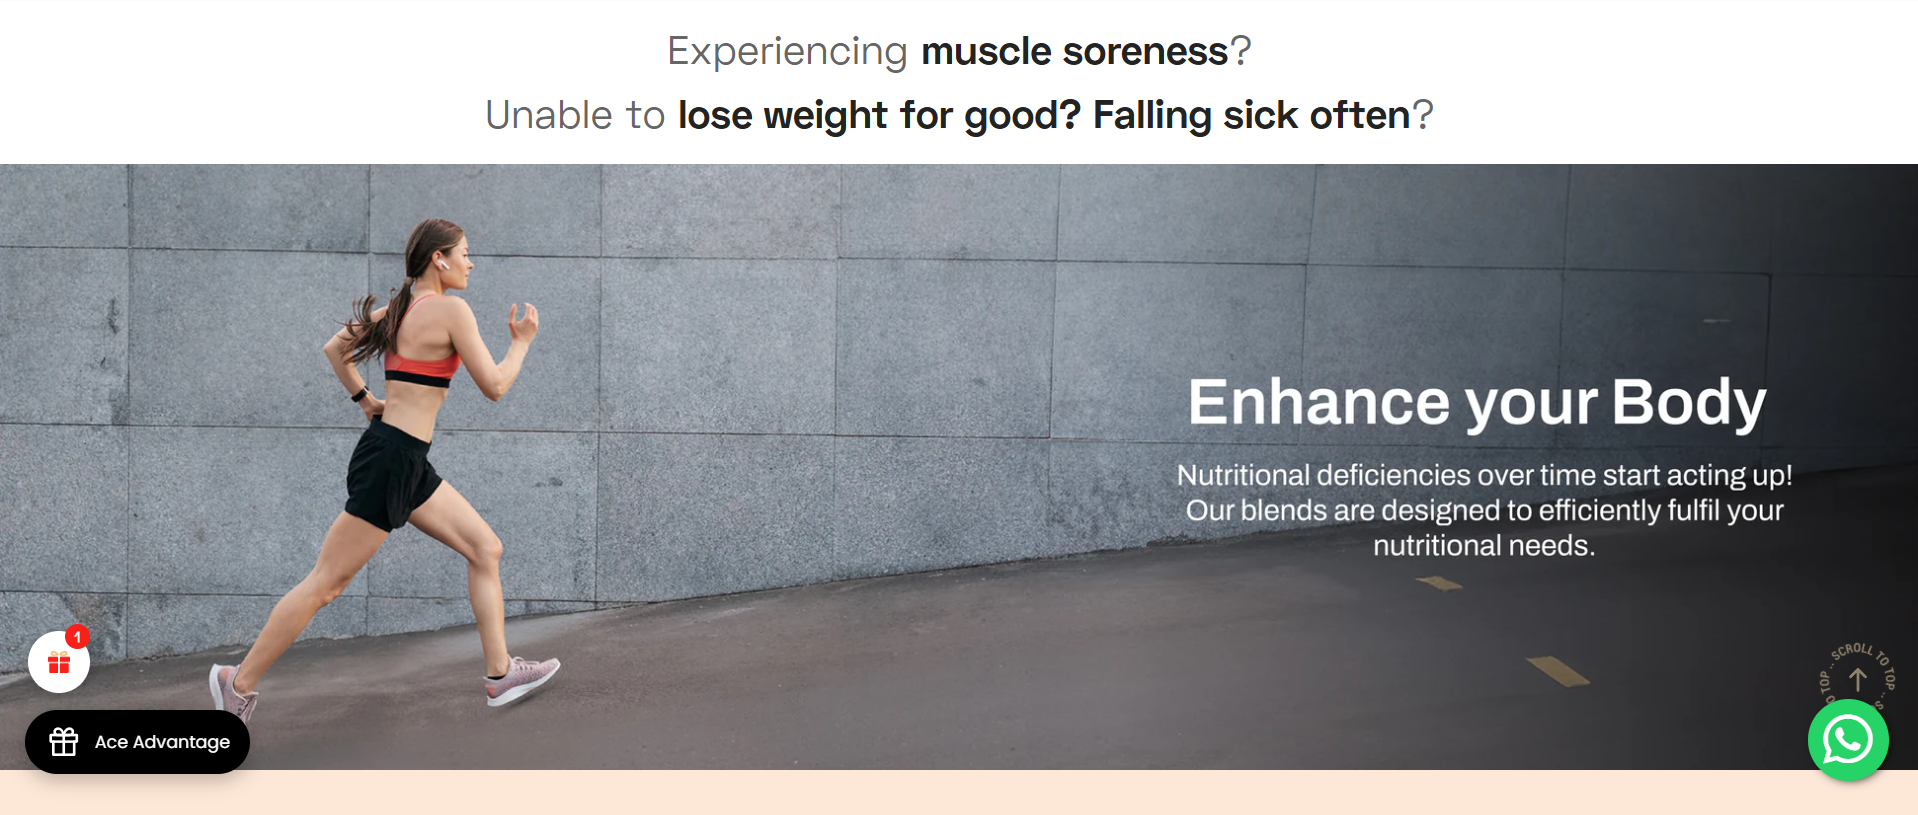 Experiencing muscle soreness?
Unable to lose weight for good? Falling sick often?
Enhance your Body
Nutritional deficiencies over time start acting up!
Our blends are designed to efficiently fulfil your
nutritional needs.
1
Ace Advantage
SCROLL TO TOP